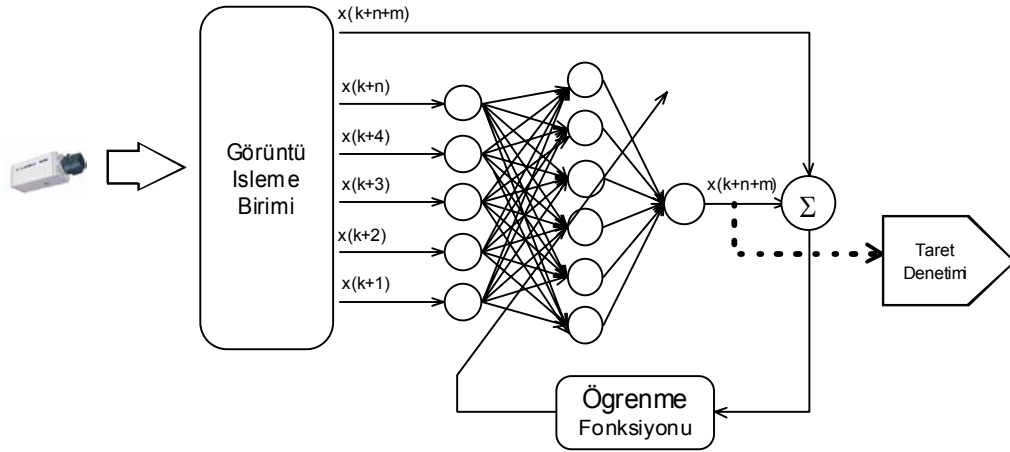 x(k+n+m)
x(k+n)
x(k+4)
x(k+3)
x(k+2)
x(k+1)
Görüntü
Isleme
Birimi
x(k+n+m)
Σ
Taret
Denetimi
Ögrenme
Fonksiyonu